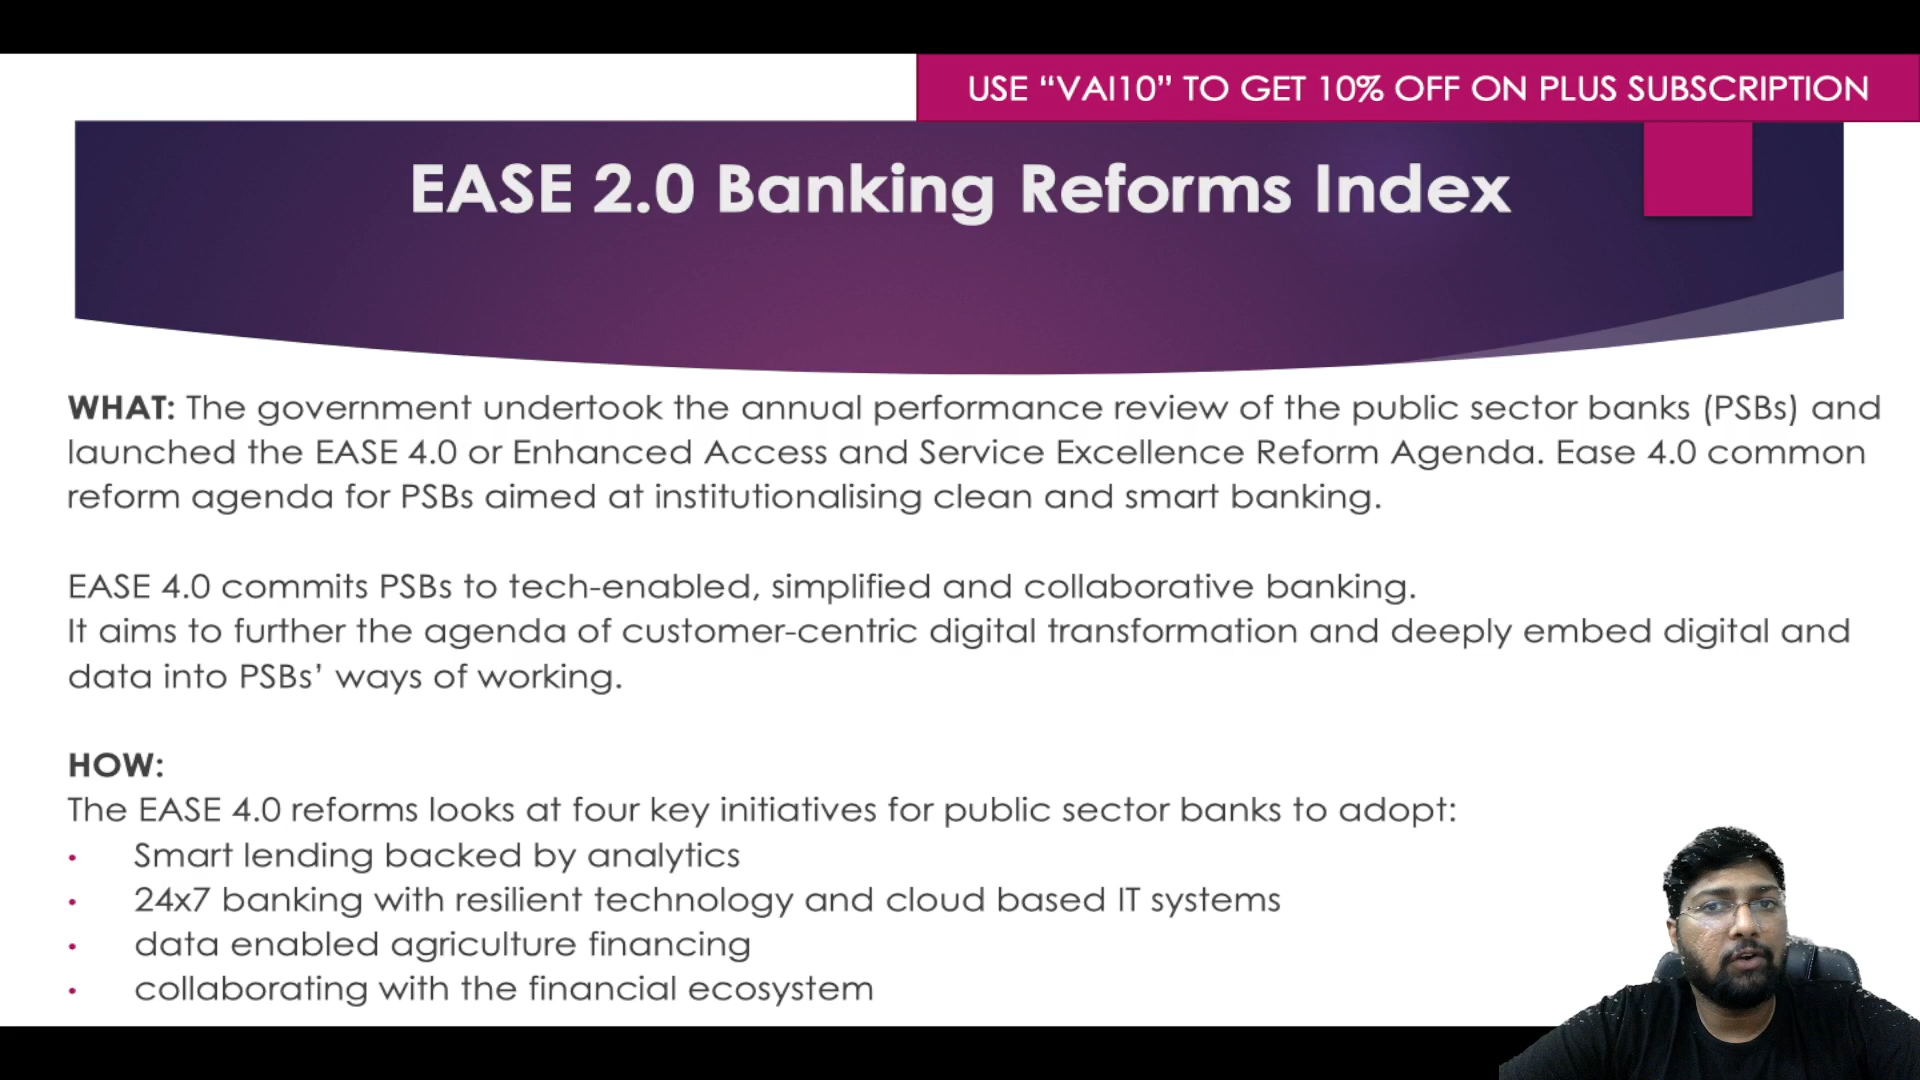 USE “VAI10” TO GET 10% OFF ON PLUS SUBSCRIPTION
EASE 2.0 Banking Reforms Index
WHAT: The government undertook the annual performance review of the public sector banks (PSBs) and
launched the EASE 4.0 or Enhanced Access and Service Excellence Reform Agenda. Ease 4.0 common
reform agenda for PSBs aimed at institutionalising clean and smart banking.
EASE 4.0 commits PSBs to tech-enabled, simplified and collaborative banking.
It aims to further the agenda of customer-centric digital transformation and deeply embed digital and
data into PSBs’ ways of working.
HOW:
The EASE 4.0 reforms looks at four key initiatives for public sector banks to adopt:
• Smart lending backed by analytics
• 24x7 banking with resilient technology and cloud based IT systems
• data enabled agriculture financing
• collaborating with the financial ecosystem